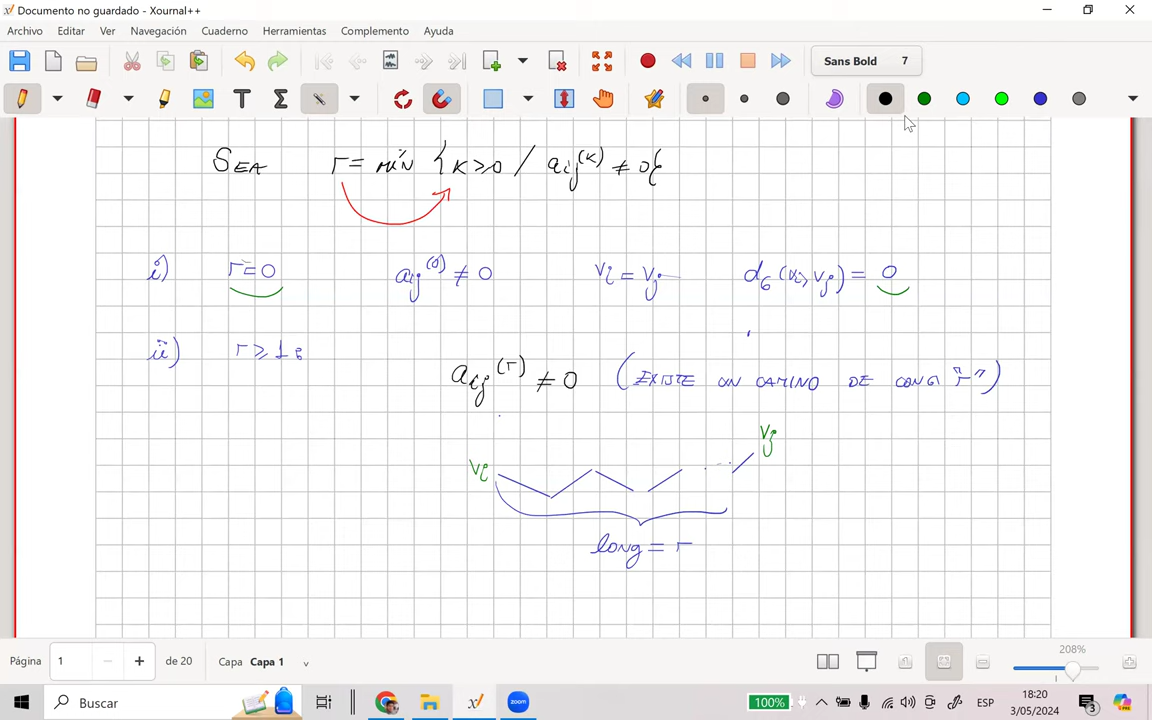 Documento no guardado - Xournal++
Archivo Editar Ver Navegación Cuaderno Herramientas Complemento Ayuda
Sans Bold 7
SEA r = mín {k ≥ 0 / aij^(k) ≠ 0}
i) r = 0 aij^(0) ≠ 0 vi = vj dG(vi, vj) = 0
ii) r ≥ 1 :
aij^(r) ≠ 0 (EXISTE UN CAMINO DE LONG "r")
vj
vi
long = r
Página 1 de 20 Capa Capa 1 208%
Buscar
zoom
100% ESP 18:20
3/05/2024
3